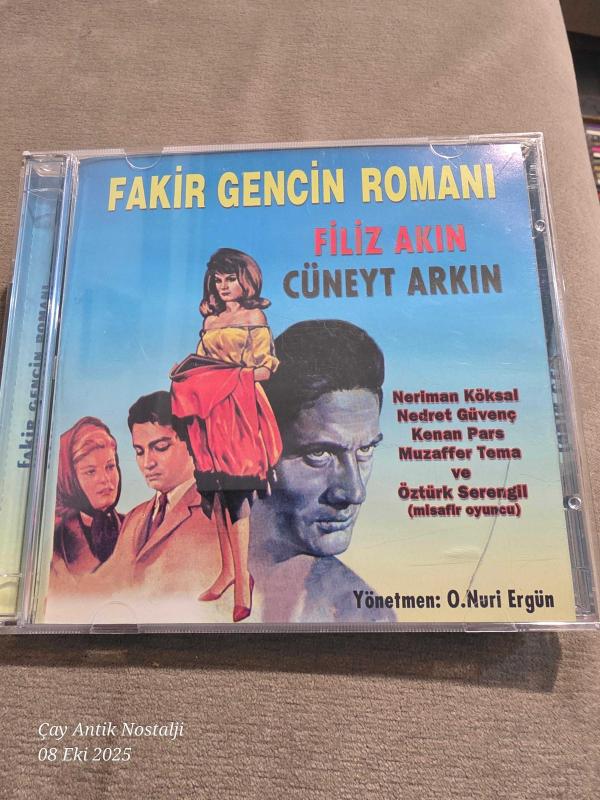 FAKİR GENCİN ROMANI
FİLİZ AKIN
CÜNEYT ARKIN
Neriman Köksal
Nedret Güvenç
Kenan Pars
Muzaffer Tema
ve
Öztürk Serengil
(misafir oyuncu)
Yönetmen: O.Nuri Ergün
FAKİR GENCİN ROMANI
Çay Antik Nostalji
08 Eki 2025